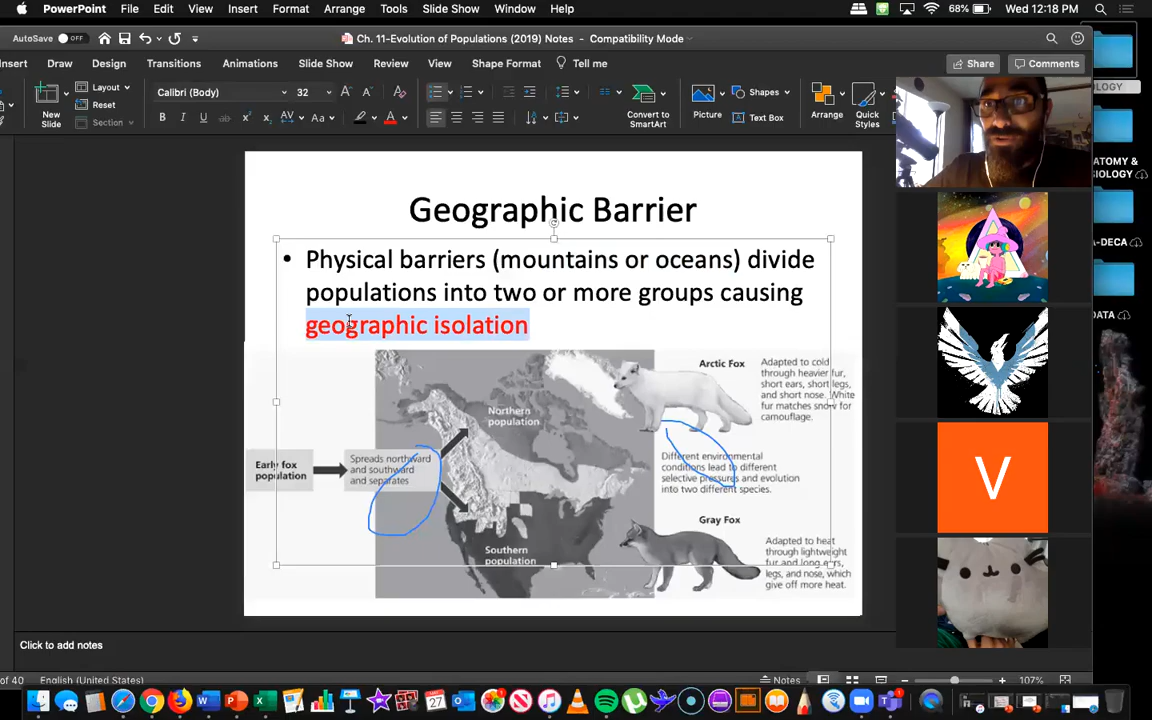 PowerPoint File Edit View Insert Format Arrange Tools Slide Show Window Help 68% Wed 12:18 PM
AutoSave OFF Ch. 11-Evolution of Populations (2019) Notes - Compatibility Mode
Insert Draw Design Transitions Animations Slide Show Review View Shape Format Tell me Share Comments
New Slide Layout Reset Section Calibri (Body) 32 Convert to SmartArt Picture Shapes Text Box Arrange Quick Styles
OLOGY
ATOMY &
BIOLOGY
A-DECA
DATA
Geographic Barrier
• Physical barriers (mountains or oceans) divide
populations into two or more groups causing
geographic isolation
Early fox
population
Spreads northward
and southward
and separates
Northern
population
Southern
population
Arctic Fox
Adapted to cold
through heavier fur,
short ears, short legs,
and short nose. White
fur matches snow for
camouflage.
Different environmental
conditions lead to different
selective pressures and evolution
into two different species.
Gray Fox
Adapted to heat
through lightweight
fur and long ears,
legs, and nose, which
give off more heat.
V
Click to add notes
of 40 English (United States) Notes 107%